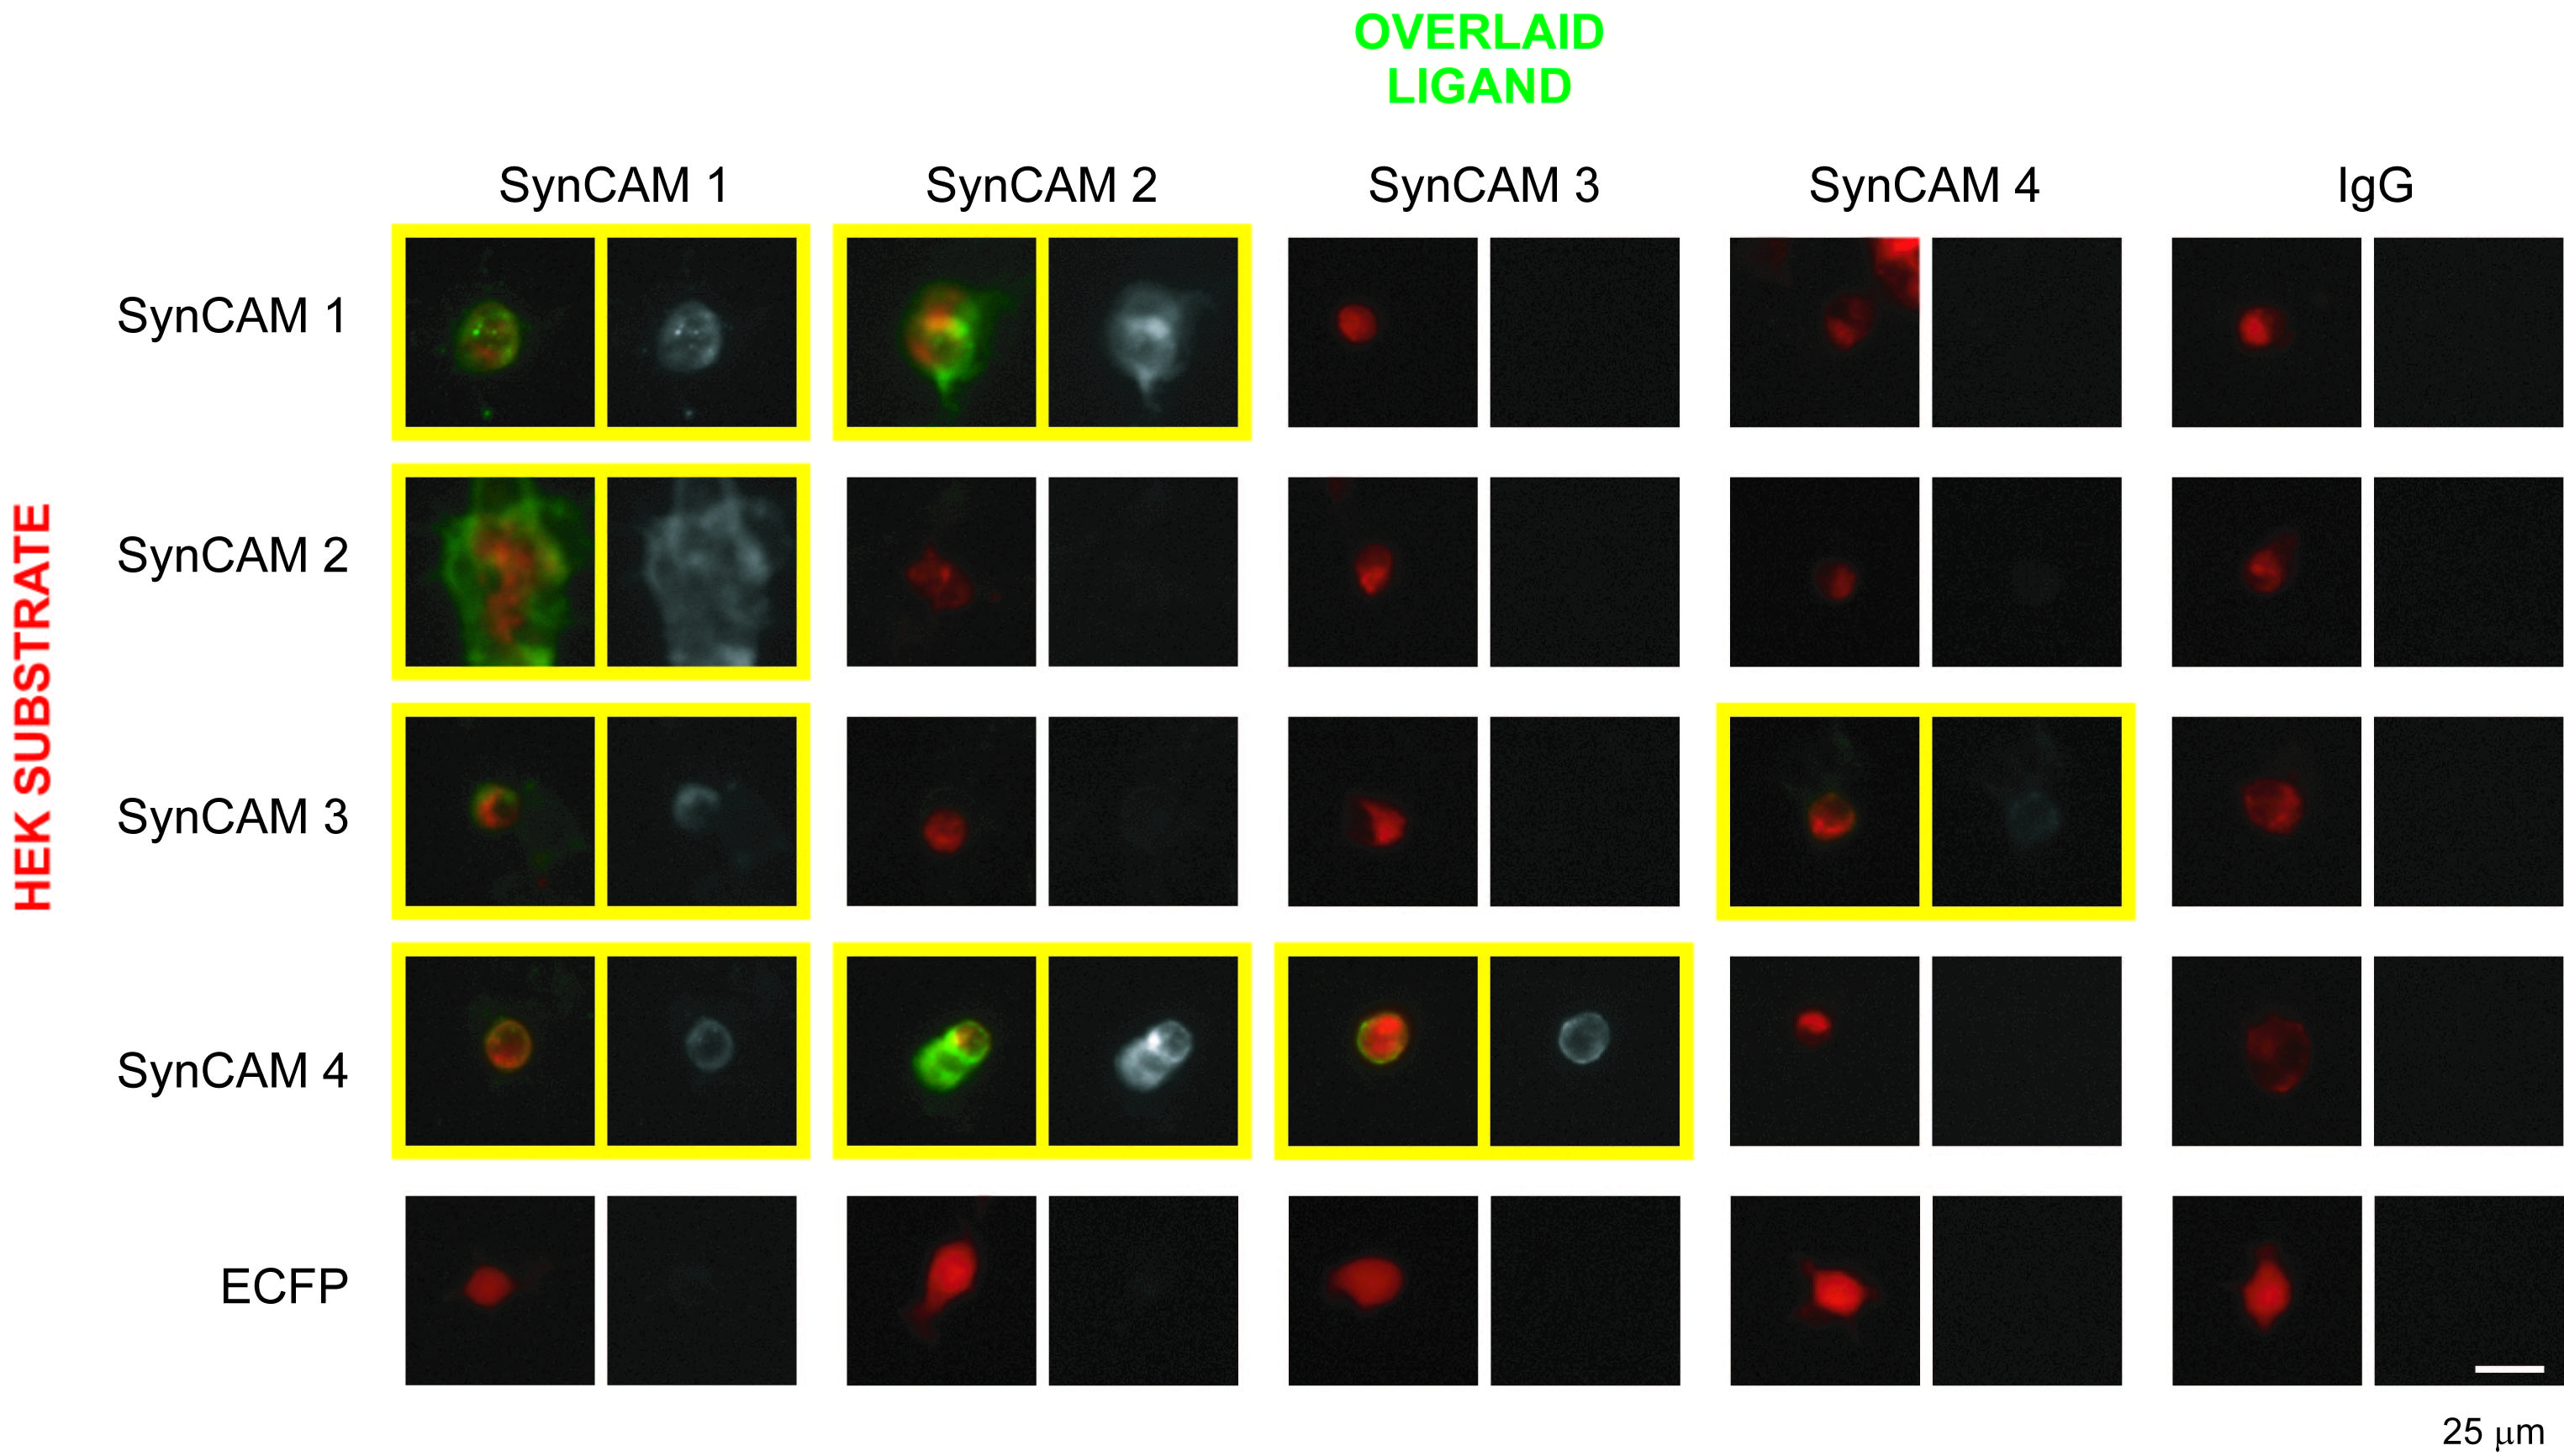 OVERLAID
LIGAND
SynCAM 1
SynCAM 2
SynCAM 3
SynCAM 4
IgG
HEK SUBSTRATE
SynCAM 1
SynCAM 2
SynCAM 3
SynCAM 4
ECFP
25 μm